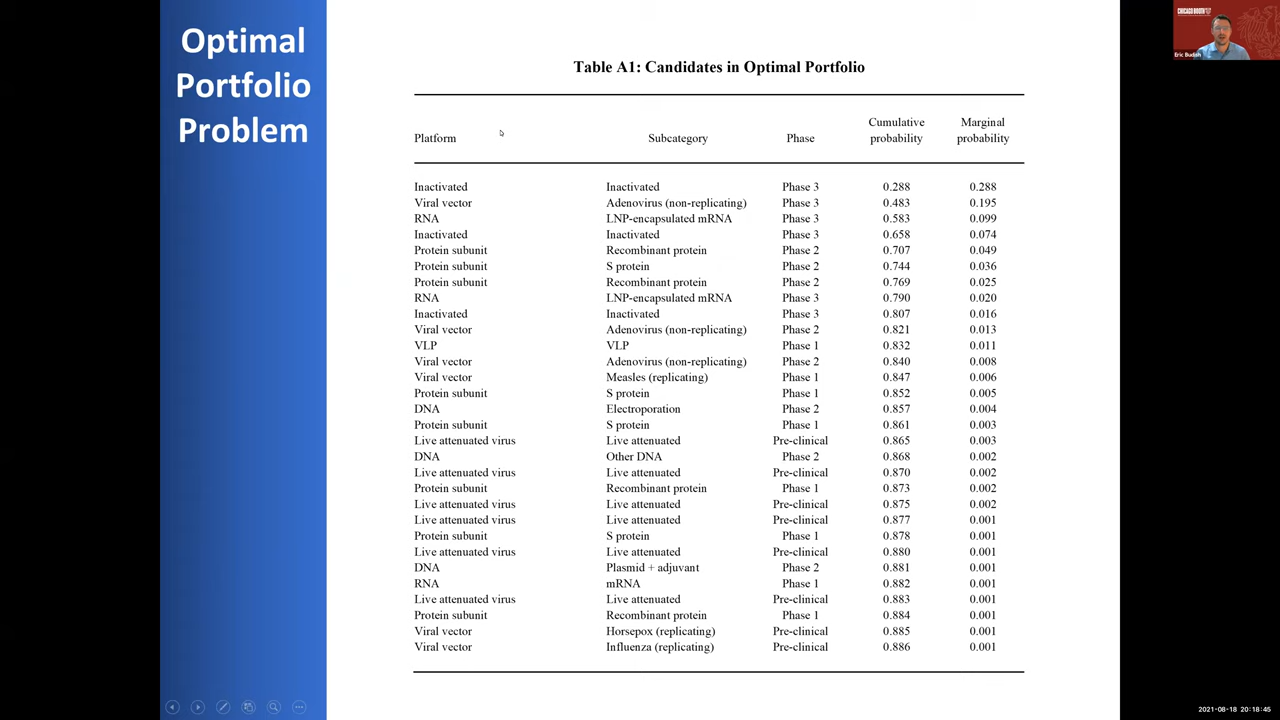 Optimal
Portfolio
Problem
Table A1: Candidates in Optimal Portfolio
Platform Subcategory Phase Cumulative probability Marginal probability
Inactivated Inactivated Phase 3 0.288 0.288
Viral vector Adenovirus (non-replicating) Phase 3 0.483 0.195
RNA LNP-encapsulated mRNA Phase 3 0.583 0.099
Inactivated Inactivated Phase 3 0.658 0.074
Protein subunit Recombinant protein Phase 2 0.707 0.049
Protein subunit S protein Phase 2 0.744 0.036
Protein subunit Recombinant protein Phase 2 0.769 0.025
RNA LNP-encapsulated mRNA Phase 3 0.790 0.020
Inactivated Inactivated Phase 3 0.807 0.016
Viral vector Adenovirus (non-replicating) Phase 2 0.821 0.013
VLP VLP Phase 1 0.832 0.011
Viral vector Adenovirus (non-replicating) Phase 2 0.840 0.008
Viral vector Measles (replicating) Phase 1 0.847 0.006
Protein subunit S protein Phase 1 0.852 0.005
DNA Electroporation Phase 2 0.857 0.004
Protein subunit S protein Phase 1 0.861 0.003
Live attenuated virus Live attenuated Pre-clinical 0.865 0.003
DNA Other DNA Phase 2 0.868 0.002
Live attenuated virus Live attenuated Pre-clinical 0.870 0.002
Protein subunit Recombinant protein Phase 1 0.873 0.002
Live attenuated virus Live attenuated Pre-clinical 0.875 0.002
Live attenuated virus Live attenuated Pre-clinical 0.877 0.001
Protein subunit S protein Phase 1 0.878 0.001
Live attenuated virus Live attenuated Pre-clinical 0.880 0.001
DNA Plasmid + adjuvant Phase 2 0.881 0.001
RNA mRNA Phase 1 0.882 0.001
Live attenuated virus Live attenuated Pre-clinical 0.883 0.001
Protein subunit Recombinant protein Phase 1 0.884 0.001
Viral vector Horsepox (replicating) Pre-clinical 0.885 0.001
Viral vector Influenza (replicating) Pre-clinical 0.886 0.001
CHICAGO BOOTH
Eric Budish
2021-08-18 20:18:45